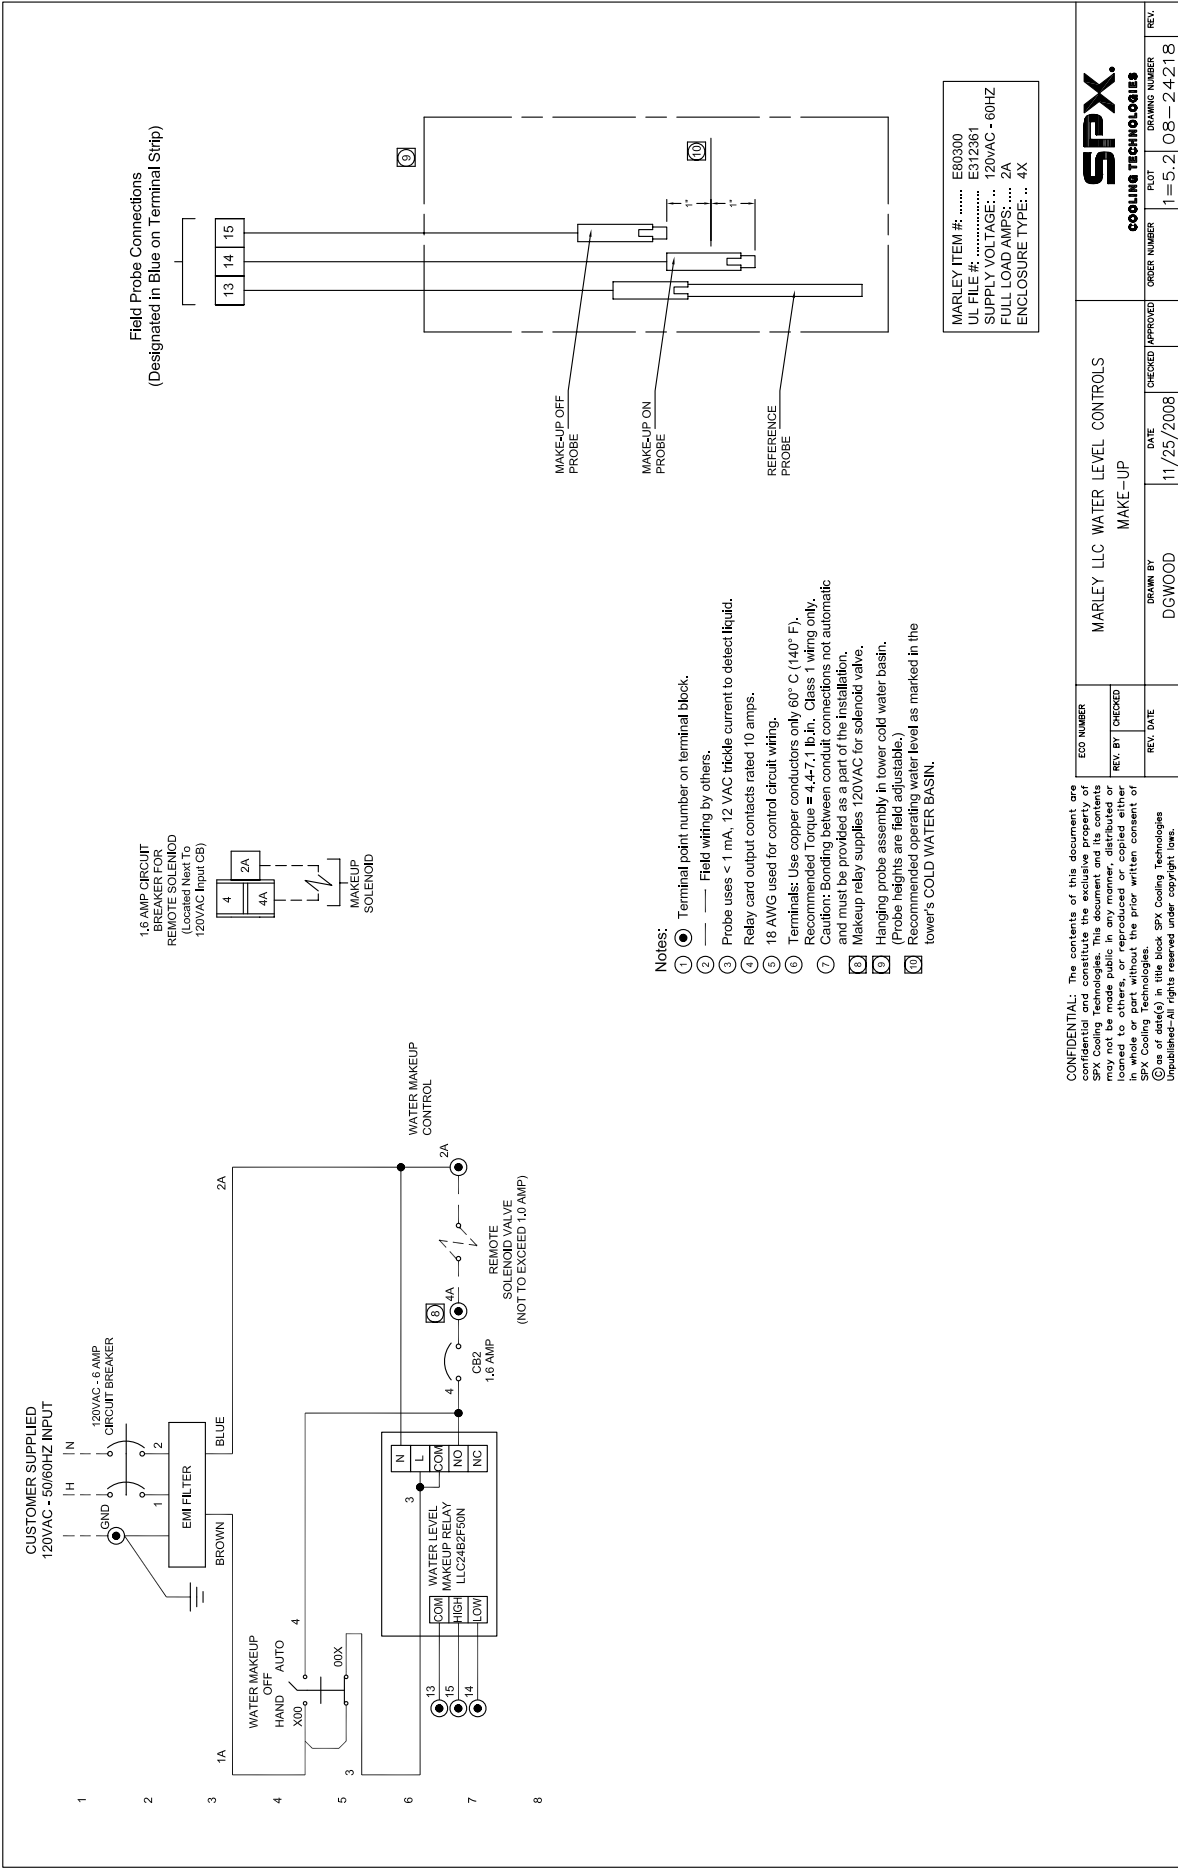 CUSTOMER SUPPLIED
120VAC - 50/60HZ INPUT
GND
H
N
120VAC - 6 AMP
CIRCUIT BREAKER
1
2
EMI FILTER
BROWN
BLUE
1A
2A
WATER MAKEUP
OFF
HAND
AUTO
X00
4
00X
3
1
2
3
4
5
6
7
8
13
15
14
COM
HIGH
LOW
WATER LEVEL
MAKEUP RELAY
LLC24B2F50N
3
N
L
COM
NO
NC
4
CB2
1.6 AMP
8
4A
2A
REMOTE
SOLENOID VALVE
(NOT TO EXCEED 1.0 AMP)
WATER MAKEUP
CONTROL
1.6 AMP CIRCUIT
BREAKER FOR
REMOTE SOLENIOD
(Located Next To
120VAC Input CB)
4
4A
2A
MAKEUP
SOLENOID
Field Probe Connections
(Designated in Blue on Terminal Strip)
13
14
15
9
10
1"
1"
MAKE-UP OFF
PROBE
MAKE-UP ON
PROBE
REFERENCE
PROBE
Notes:
1 Terminal point number on terminal block.
2 Field wiring by others.
3 Probe uses < 1 mA, 12 VAC trickle current to detect liquid.
4 Relay card output contacts rated 10 amps.
5 18 AWG used for control circuit wiring.
6 Terminals: Use copper conductors only 60° C (140° F).
Recommended Torque = 4.4-7.1 lb.in. Class 1 wirng only.
7 Caution: Bonding between conduit connections not automatic
and must be provided as a part of the installation.
8 Makeup relay supplies 120VAC for solenoid valve.
9 Hanging probe assembly in tower cold water basin.
(Probe heights are field adjustable.)
10 Recommended operating water level as marked in the
tower's COLD WATER BASIN.
MARLEY ITEM #: ....... E80300
UL FILE #: ............... E312361
SUPPLY VOLTAGE: .. 120vAC - 60HZ
FULL LOAD AMPS: .... 2A
ENCLOSURE TYPE: .. 4X
CONFIDENTIAL: The contents of this document are
confidential and constitute the exclusive property of
SPX Cooling Technologies. This document and its contents
may not be made public in any manner, distributed or
loaned to others, or reproduced or copied either
in whole or part without the prior written consent of
SPX Cooling Technologies.
© as of date(s) in title block SPX Cooling Technologies
Unpublished—All rights reserved under copyright laws.
ECO NUMBER
REV. BY
CHECKED
REV. DATE
MARLEY LLC WATER LEVEL CONTROLS
MAKE-UP
DRAWN BY
DGWOOD
DATE
11/25/2008
CHECKED
APPROVED
SPX.
COOLING TECHNOLOGIES
ORDER NUMBER
PLOT
1=5.2
DRAWING NUMBER
08-24218
REV.